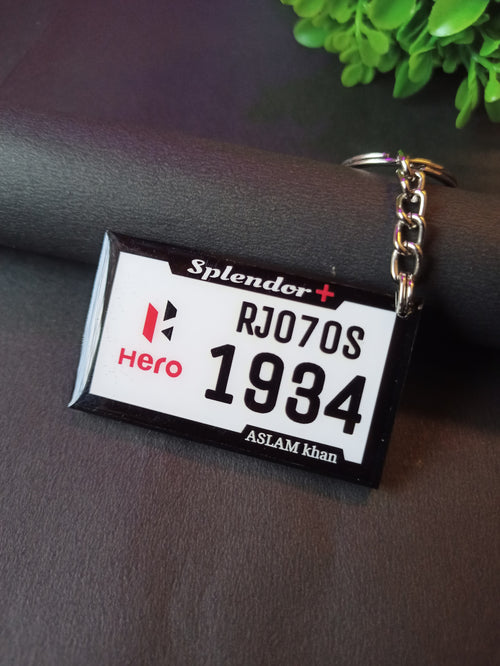 Splendor+
RJ07OS
1934
Hero
ASLAM khan